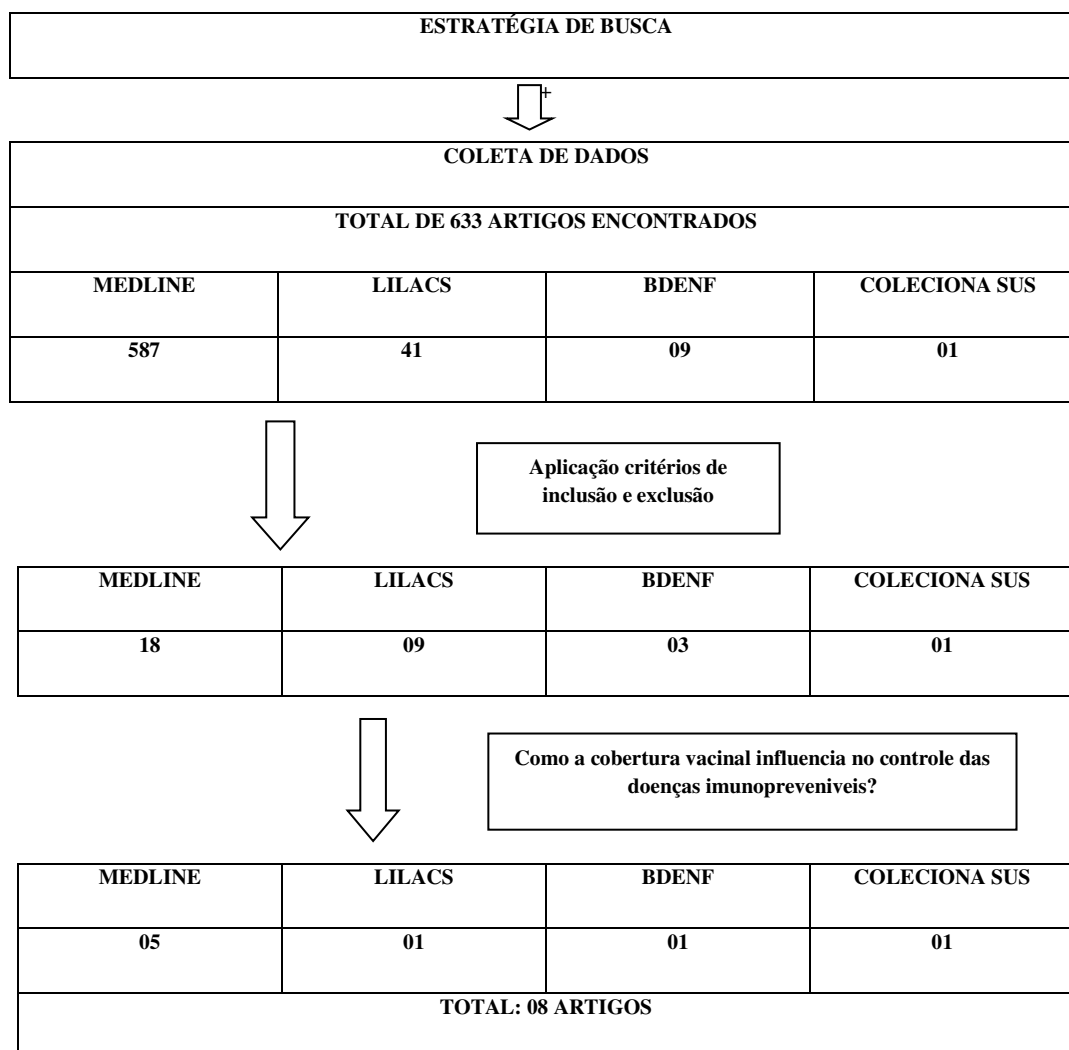 ESTRATÉGIA DE BUSCA
+
COLETA DE DADOS
TOTAL DE 633 ARTIGOS ENCONTRADOS
MEDLINE LILACS BDENF COLECIONA SUS
587 41 09 01
Aplicação critérios de
inclusão e exclusão
MEDLINE LILACS BDENF COLECIONA SUS
18 09 03 01
Como a cobertura vacinal influencia no controle das
doenças imunopreveniveis?
MEDLINE LILACS BDENF COLECIONA SUS
05 01 01 01
TOTAL: 08 ARTIGOS